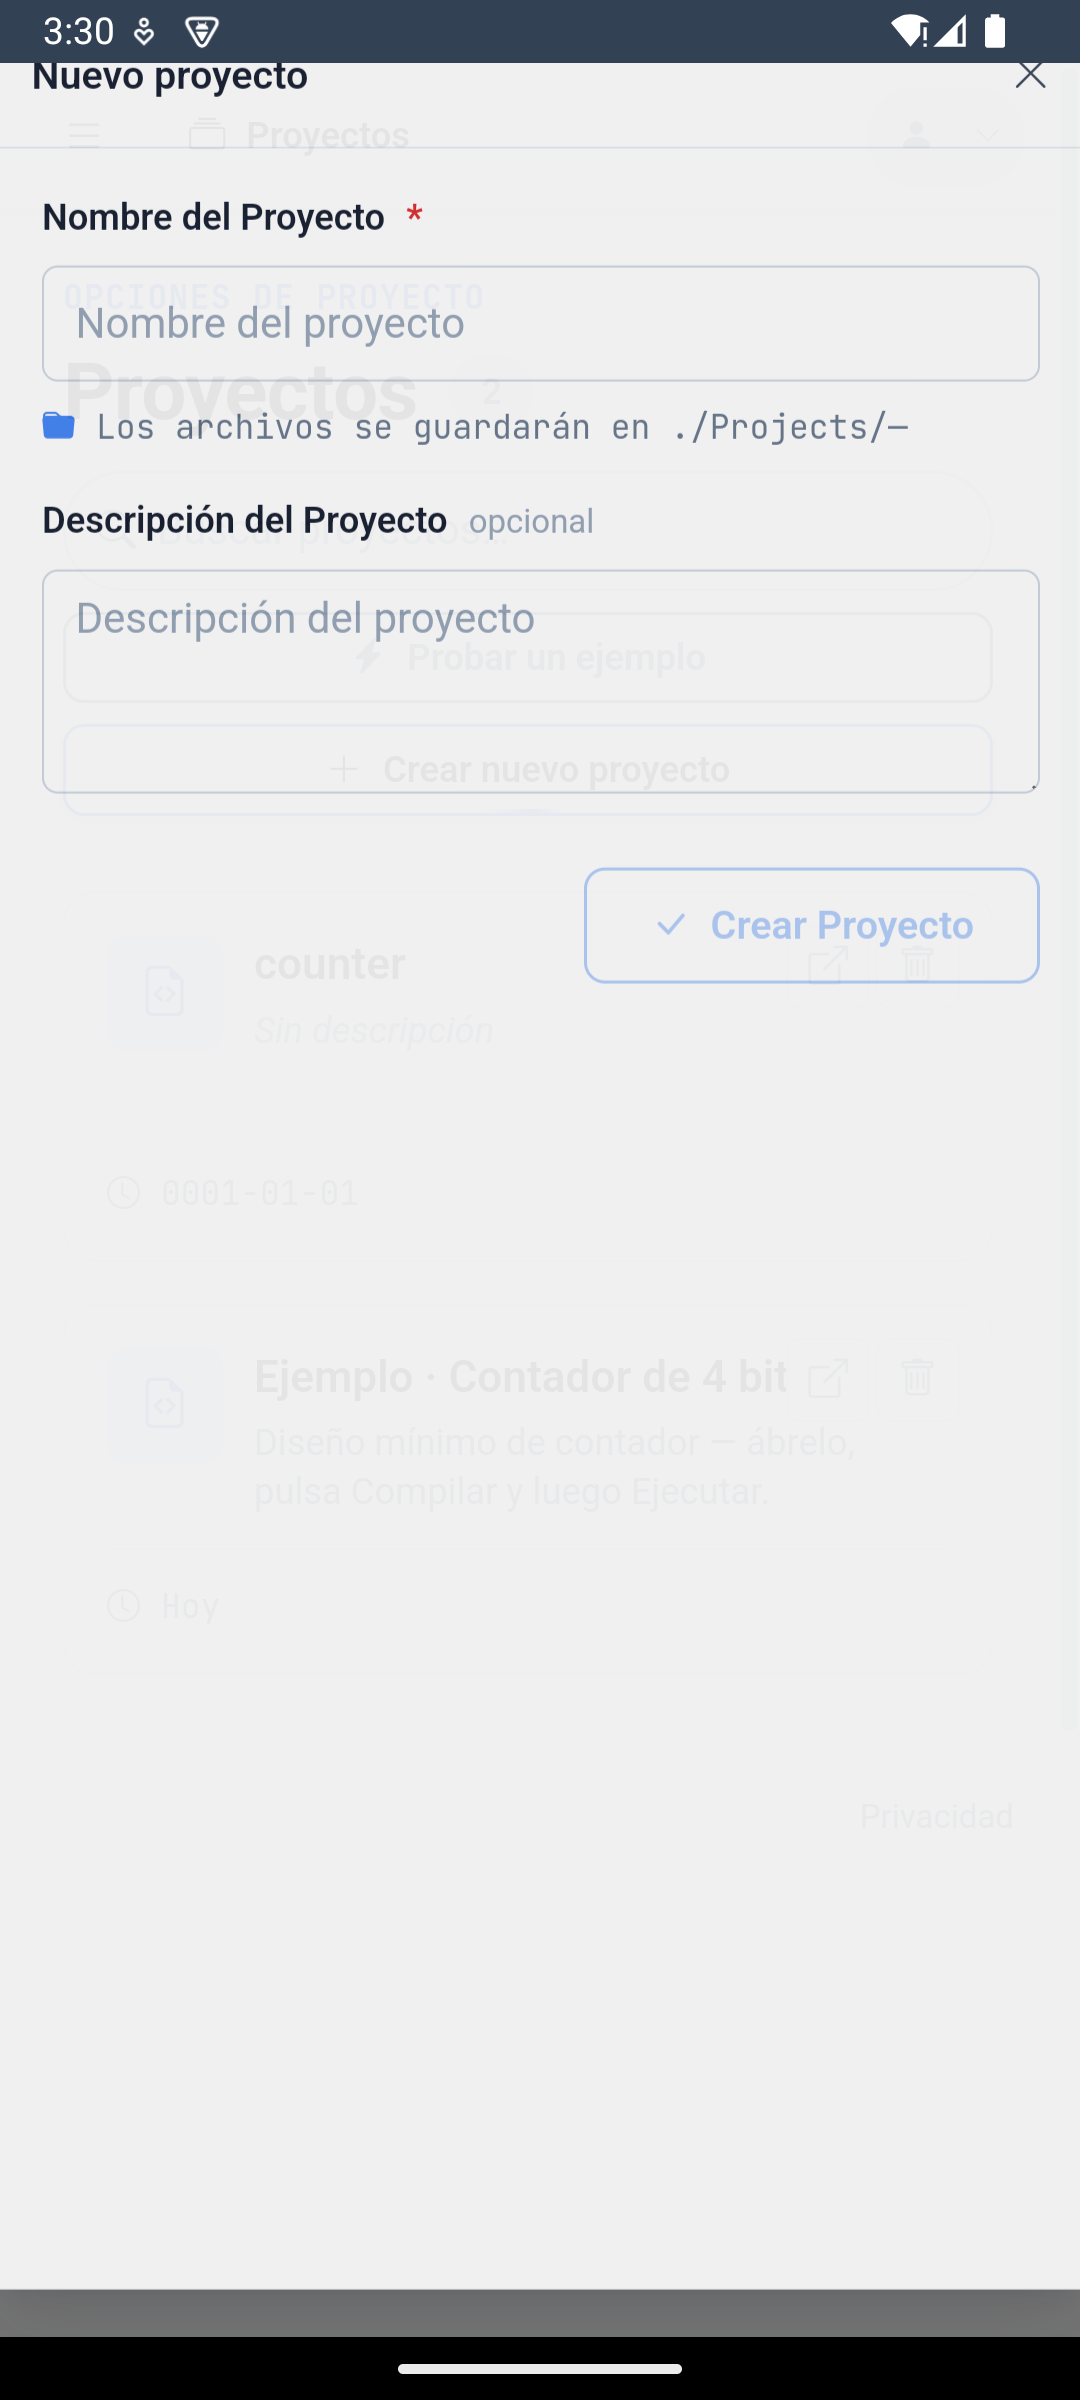 3:30
Nuevo proyecto
Proyectos
Nombre del Proyecto *
OPCIONES DE PROYECTO
Nombre del proyecto
Proyectos 2
Los archivos se guardarán en ./Projects/—
Descripción del Proyecto opcional
Buscar proyectos...
Descripción del proyecto
Probar un ejemplo
Crear nuevo proyecto
Crear Proyecto
counter
Sin descripción
0001-01-01
Ejemplo · Contador de 4 bit
Diseño mínimo de contador — ábrelo,
pulsa Compilar y luego Ejecutar.
Hoy
Privacidad